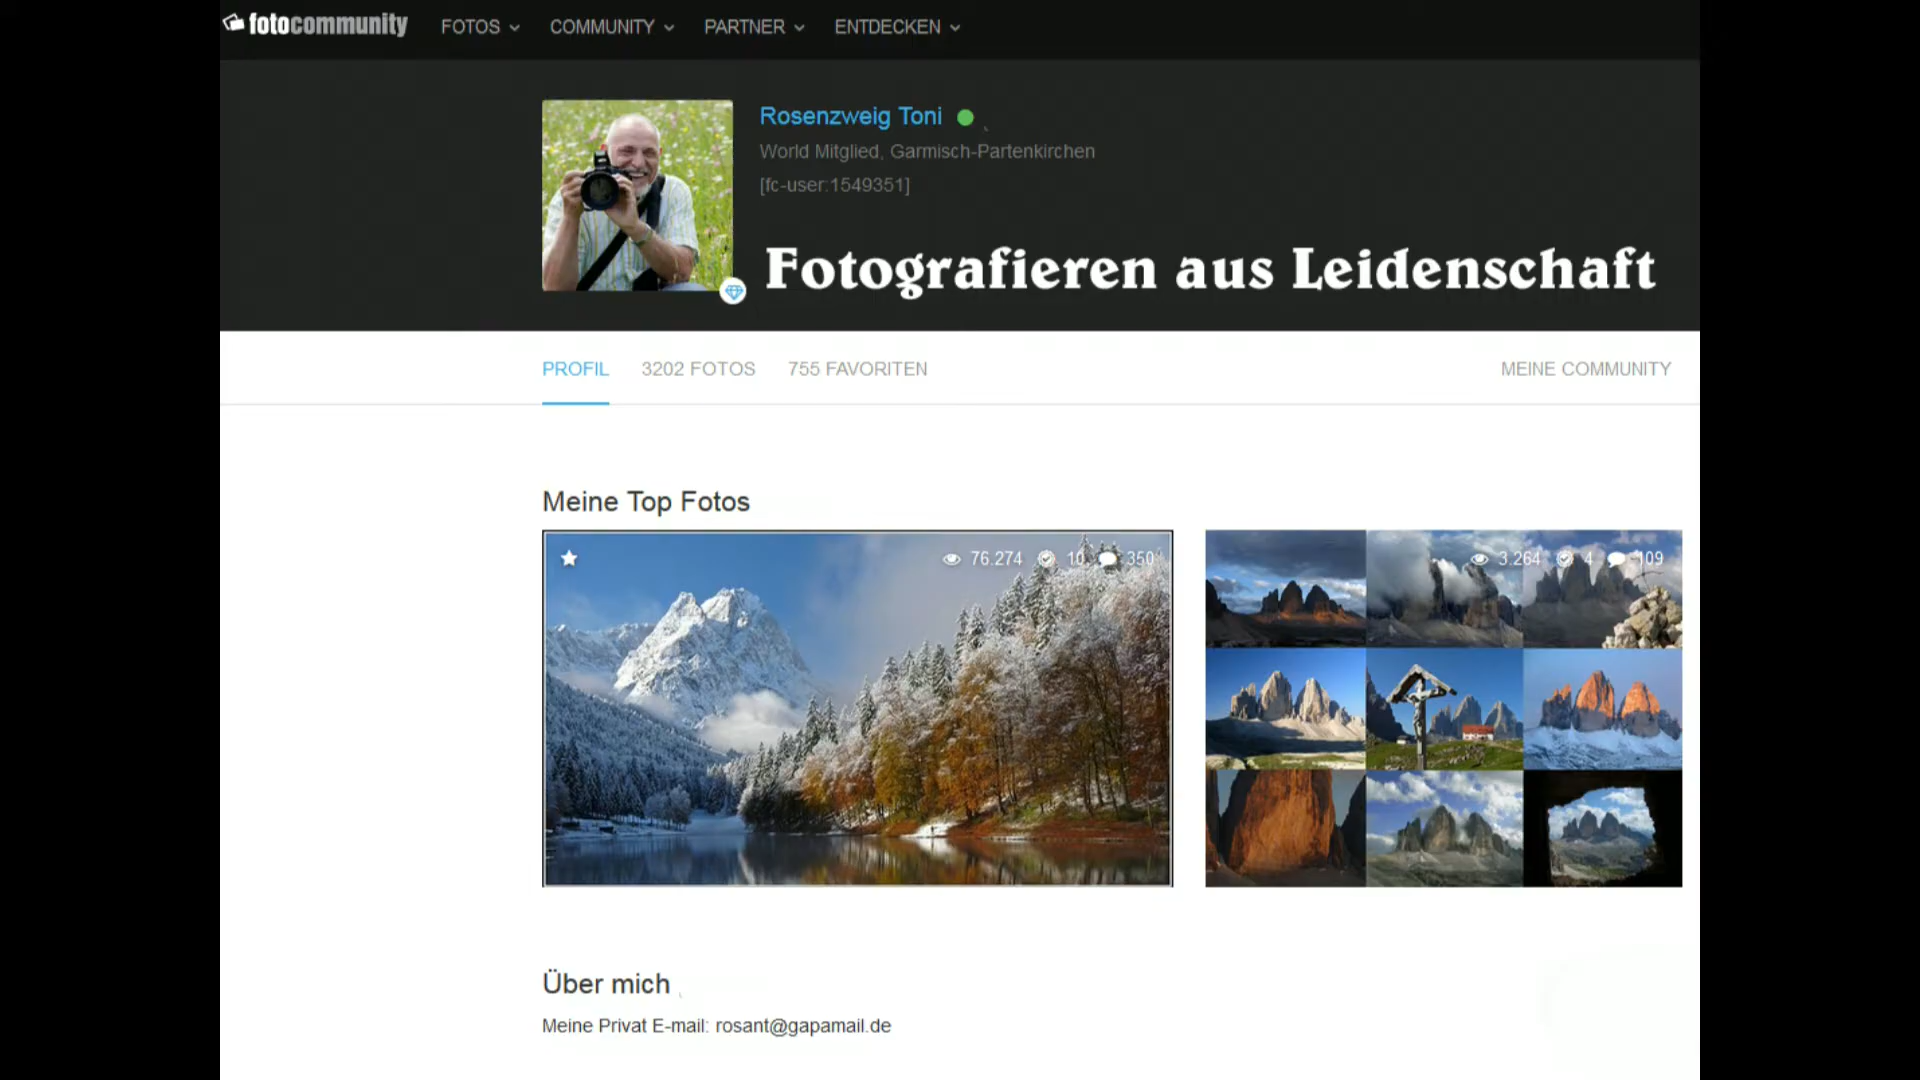 fotocommunity FOTOS COMMUNITY PARTNER ENTDECKEN
Rosenzweig Toni
World Mitglied, Garmisch-Partenkirchen
[fc-user:1549351]
Fotografieren aus Leidenschaft
PROFIL 3202 FOTOS 755 FAVORITEN MEINE COMMUNITY
Meine Top Fotos
76.274 10 350 3.264 4 109
Über mich
Meine Privat E-mail: rosant@gapamail.de